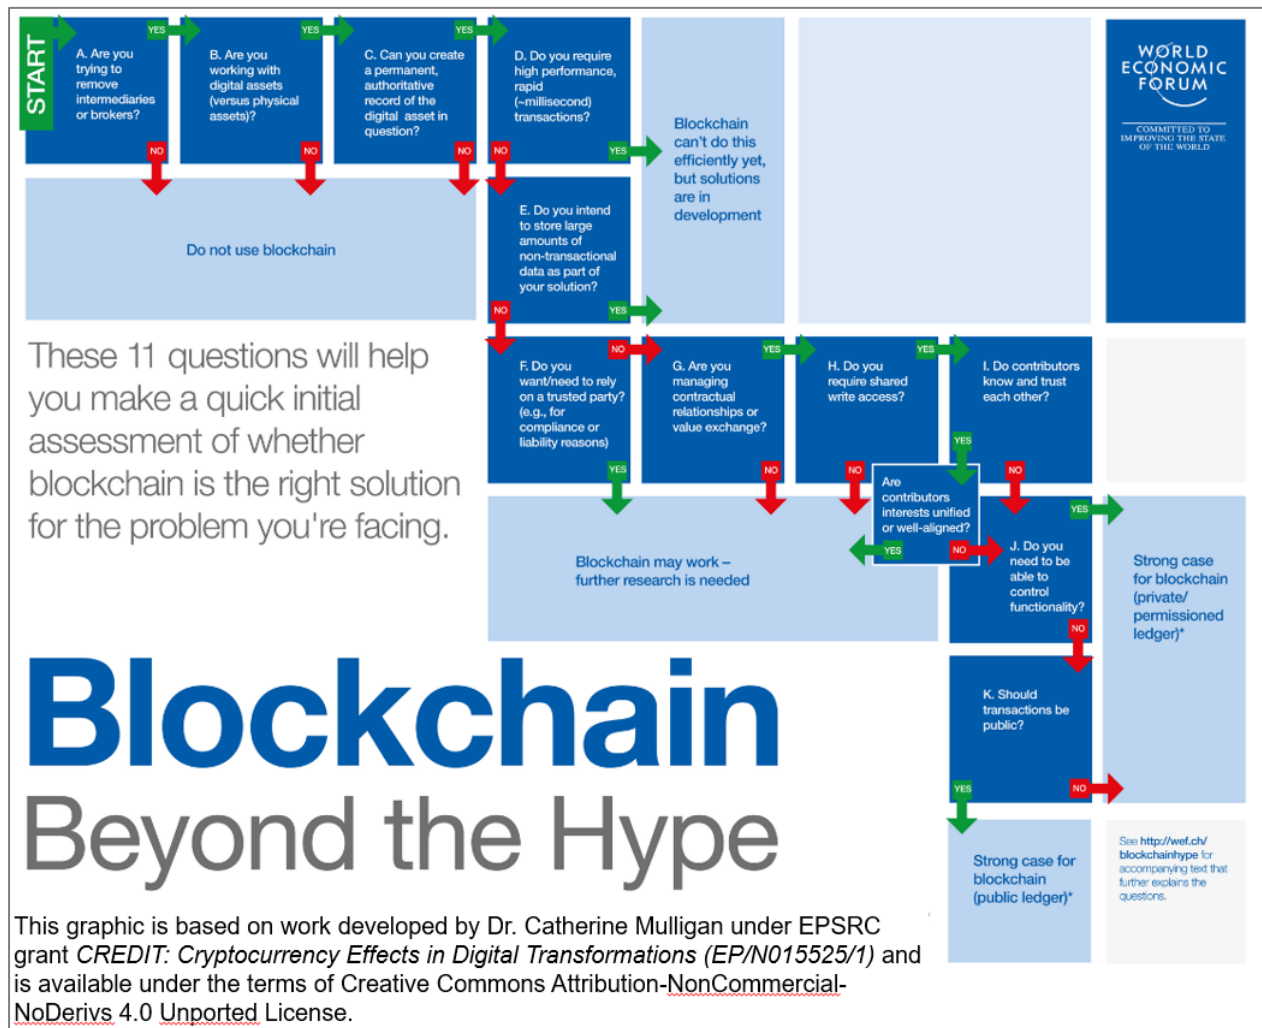 START
YES
A. Are you
trying to
remove
intermediaries
or brokers?
NO
YES
B. Are you
working with
digital assets
(versus physical
assets)?
NO
YES
C. Can you create
a permanent,
authoritative
record of the
digital asset in
question?
NO
D. Do you require
high performance,
rapid
(~millisecond)
transactions?
NO
YES
Blockchain
can't do this
efficiently yet,
but solutions
are in
development
WORLD
ECONOMIC
FORUM
COMMITTED TO
IMPROVING THE STATE
OF THE WORLD
Do not use blockchain
E. Do you intend
to store large
amounts of
non-transactional
data as part of
your solution?
NO
YES
These 11 questions will help
you make a quick initial
assessment of whether
blockchain is the right solution
for the problem you're facing.
F. Do you
want/need to rely
on a trusted party?
(e.g., for
compliance or
liability reasons)
NO
YES
G. Are you
managing
contractual
relationships or
value exchange?
YES
NO
H. Do you
require shared
write access?
YES
NO
I. Do contributors
know and trust
each other?
YES
NO
Are
contributors
interests unified
or well-aligned?
YES
NO
Blockchain may work –
further research is needed
J. Do you
need to be
able to
control
functionality?
YES
NO
Strong case
for blockchain
(private/
permissioned
ledger)*
K. Should
transactions be
public?
YES
NO
Strong case for
blockchain
(public ledger)*
See http://wef.ch/
blockchainhype for
accompanying text that
further explains the
questions.
Blockchain
Beyond the Hype
This graphic is based on work developed by Dr. Catherine Mulligan under EPSRC
grant CREDIT: Cryptocurrency Effects in Digital Transformations (EP/N015525/1) and
is available under the terms of Creative Commons Attribution-NonCommercial-
NoDerivs 4.0 Unported License.